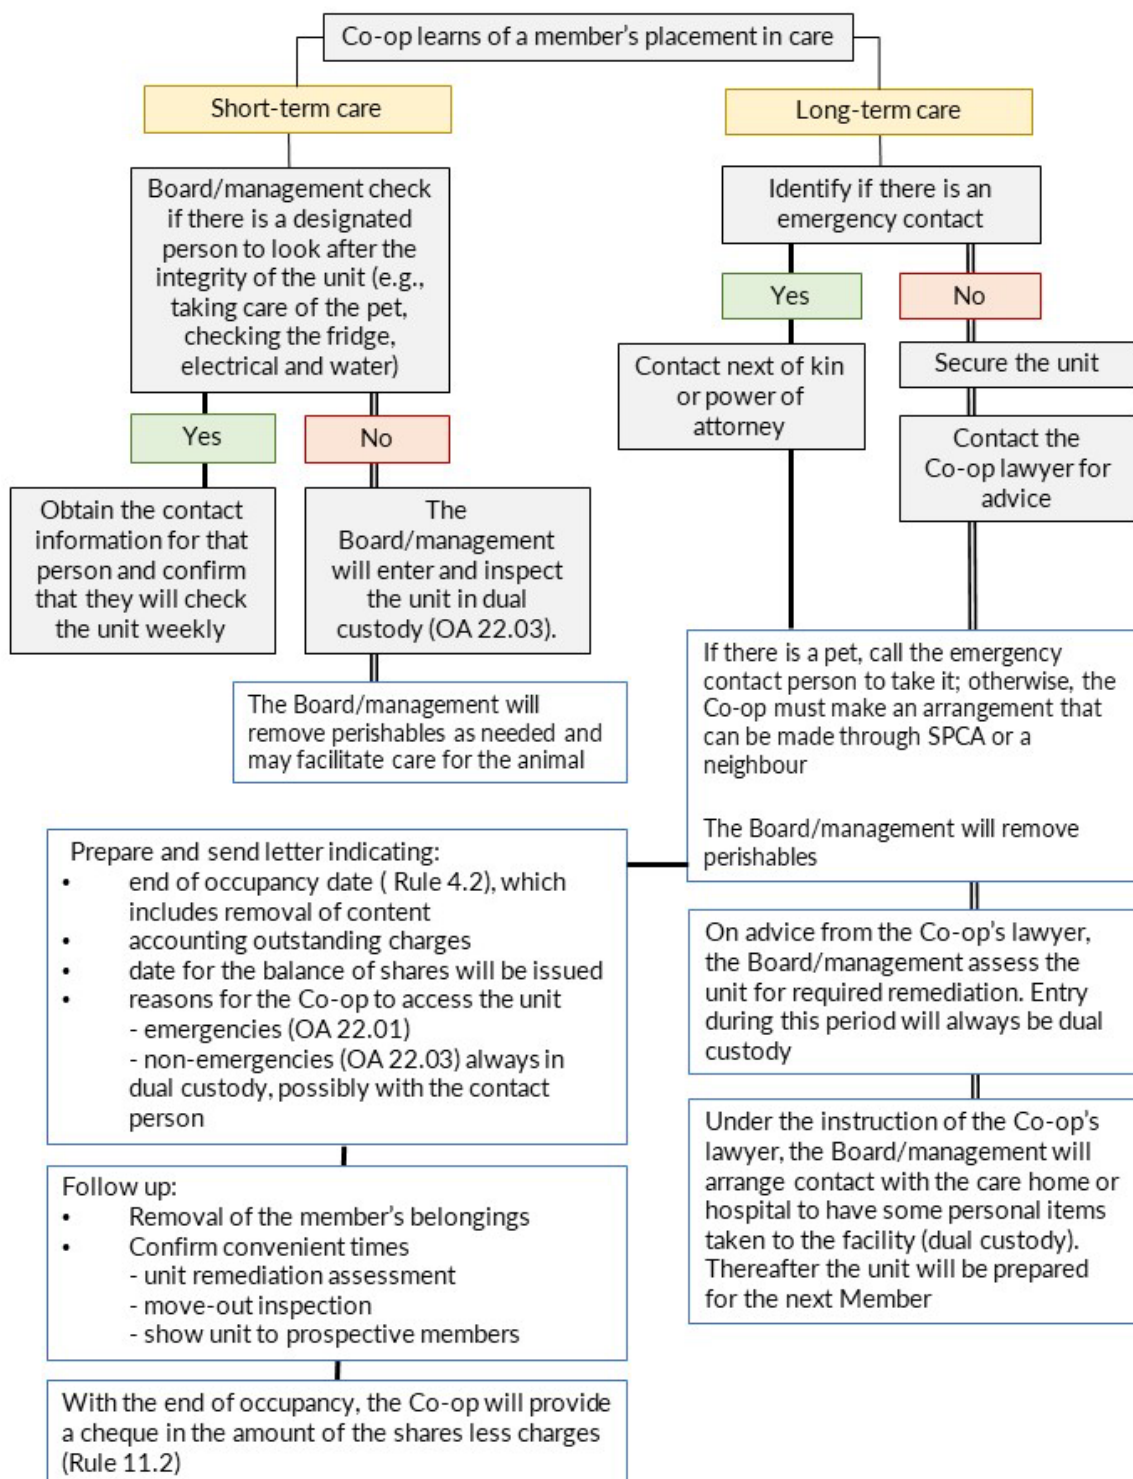 Co-op learns of a member's placement in care
Short-term care
Board/management check
if there is a designated
person to look after the
integrity of the unit (e.g.,
taking care of the pet,
checking the fridge,
electrical and water)
Yes
No
Obtain the contact
information for that
person and confirm
that they will check
the unit weekly
The
Board/management
will enter and inspect
the unit in dual
custody (OA 22.03).
The Board/management will
remove perishables as needed and
may facilitate care for the animal
Long-term care
Identify if there is an
emergency contact
Yes
No
Contact next of kin
or power of
attorney
Secure the unit
Contact the
Co-op lawyer for
advice
If there is a pet, call the emergency
contact person to take it; otherwise, the
Co-op must make an arrangement that
can be made through SPCA or a
neighbour
The Board/management will remove
perishables
Prepare and send letter indicating:
• end of occupancy date ( Rule 4.2), which
includes removal of content
• accounting outstanding charges
• date for the balance of shares will be issued
• reasons for the Co-op to access the unit
- emergencies (OA 22.01)
- non-emergencies (OA 22.03) always in
dual custody, possibly with the contact
person
Follow up:
• Removal of the member's belongings
• Confirm convenient times
- unit remediation assessment
- move-out inspection
- show unit to prospective members
With the end of occupancy, the Co-op will provide
a cheque in the amount of the shares less charges
(Rule 11.2)
On advice from the Co-op's lawyer,
the Board/management assess the
unit for required remediation. Entry
during this period will always be dual
custody
Under the instruction of the Co-op's
lawyer, the Board/management will
arrange contact with the care home or
hospital to have some personal items
taken to the facility (dual custody).
Thereafter the unit will be prepared
for the next Member